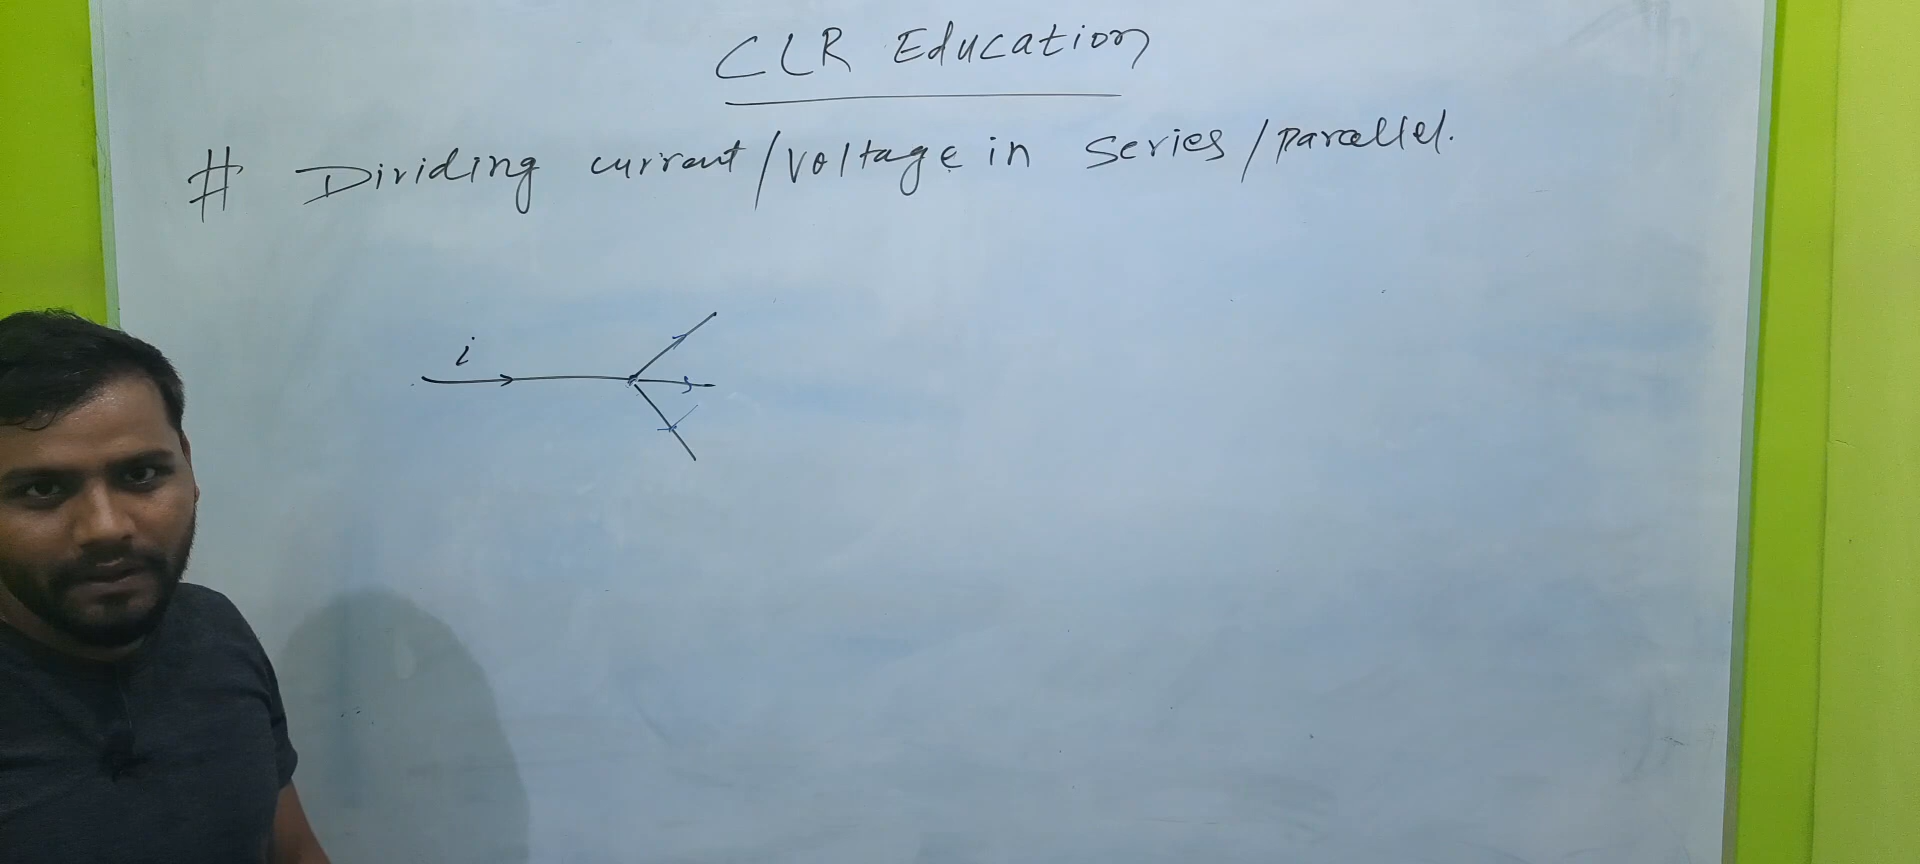 CLR Education
# Dividing current/voltage in series/parallel.
i